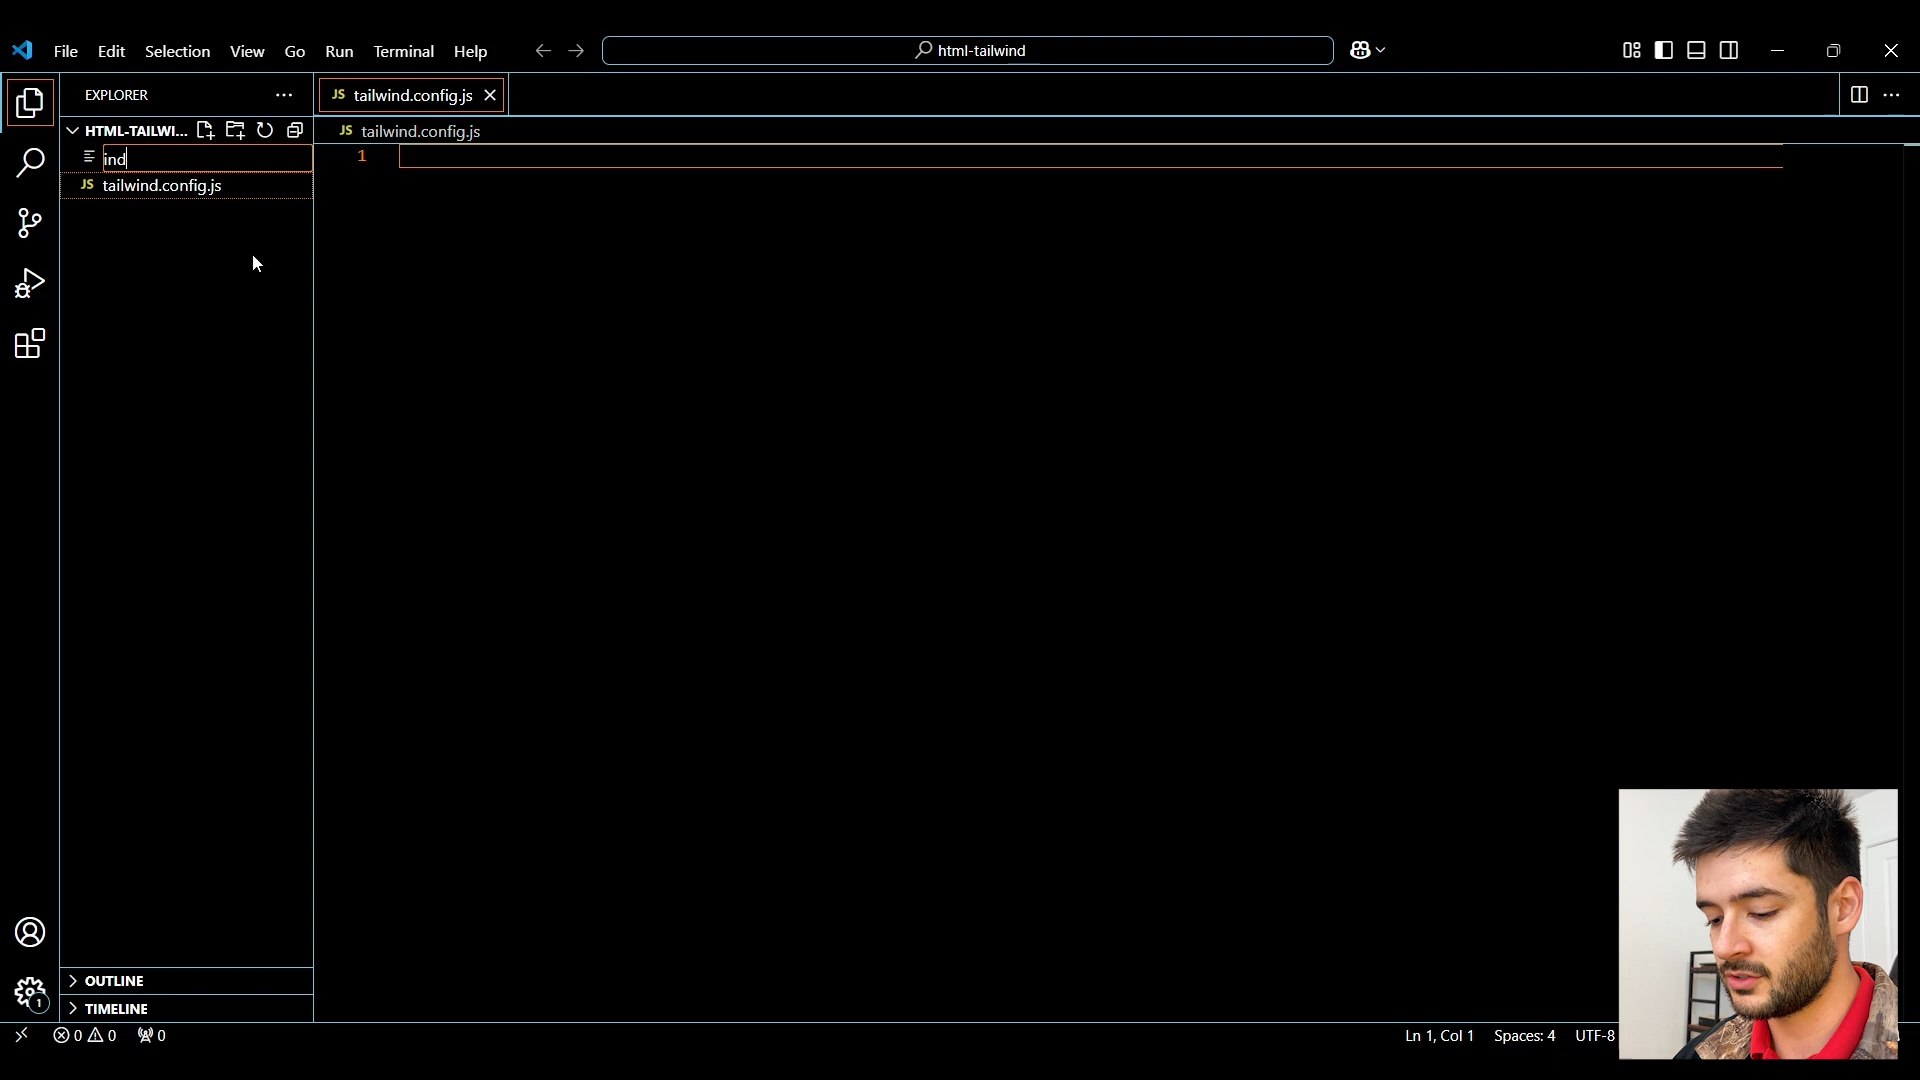 File Edit Selection View Go Run Terminal Help
html-tailwind
EXPLORER
JS tailwind.config.js
HTML-TAILWI...
JS tailwind.config.js
ind
1
JS tailwind.config.js
OUTLINE
TIMELINE
1
0 0 0
Ln 1, Col 1 Spaces: 4 UTF-8